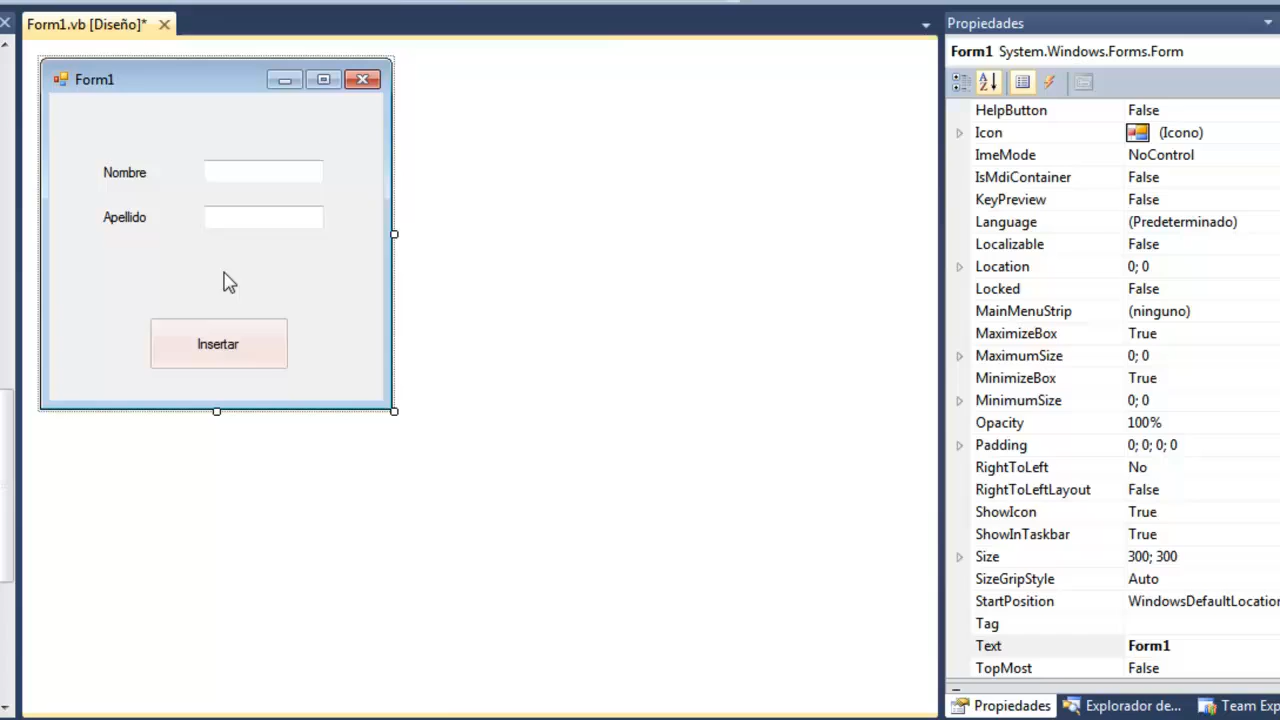 Form1.vb [Diseño]*
Form1
Nombre
Apellido
Insertar
Propiedades
Form1 System.Windows.Forms.Form
HelpButton False
Icon (Icono)
ImeMode NoControl
IsMdiContainer False
KeyPreview False
Language (Predeterminado)
Localizable False
Location 0; 0
Locked False
MainMenuStrip (ninguno)
MaximizeBox True
MaximumSize 0; 0
MinimizeBox True
MinimumSize 0; 0
Opacity 100%
Padding 0; 0; 0; 0
RightToLeft No
RightToLeftLayout False
ShowIcon True
ShowInTaskbar True
Size 300; 300
SizeGripStyle Auto
StartPosition WindowsDefaultLocation
Tag
Text Form1
TopMost False
Propiedades Explorador de... Team Exp